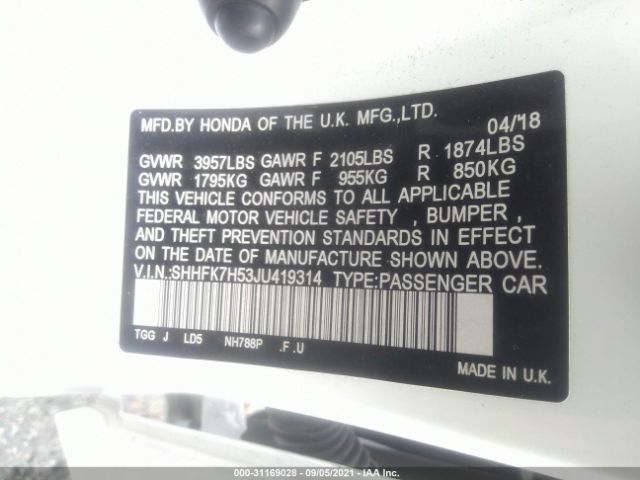 MFD.BY HONDA OF THE U.K. MFG.,LTD. 04/18
GVWR 3957LBS GAWR F 2105LBS R 1874LBS
GVWR 1795KG GAWR F 955KG R 850KG
THIS VEHICLE CONFORMS TO ALL APPLICABLE
FEDERAL MOTOR VEHICLE SAFETY , BUMPER ,
AND THEFT PREVENTION STANDARDS IN EFFECT
ON THE DATE OF MANUFACTURE SHOWN ABOVE.
V.I.N.:SHHFK7H53JU419314 TYPE:PASSENGER CAR
TGG J LD5 NH788P .F.U
MADE IN U.K.
000-31169028 - 09/05/2021 - IAA Inc.